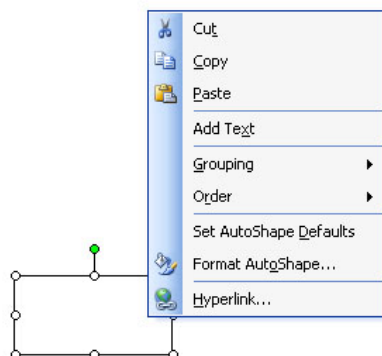 Cut
Copy
Paste
Add Text
Grouping
Order
Set AutoShape Defaults
Format AutoShape...
Hyperlink...